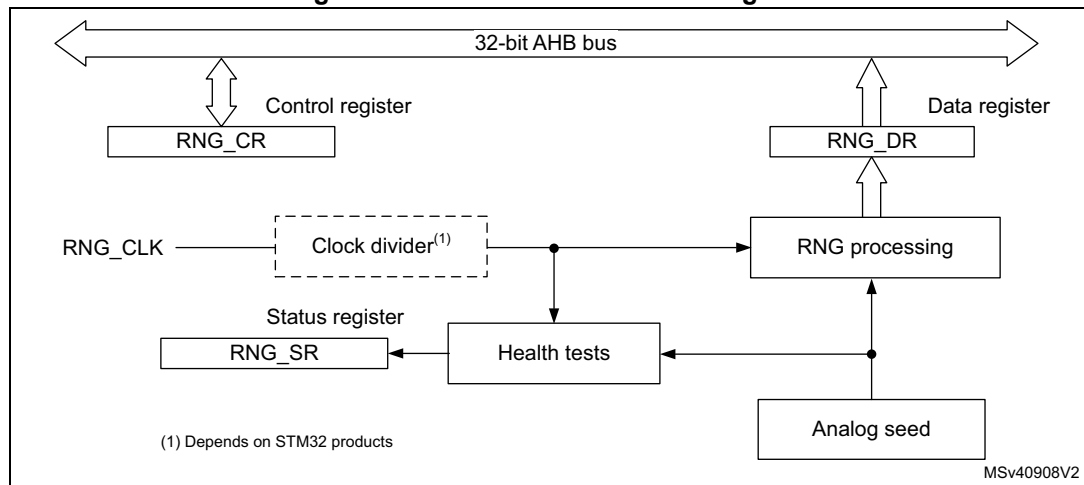 32-bit AHB bus
Control register
Data register
RNG_CR
RNG_DR
RNG_CLK
Clock divider(1)
RNG processing
Status register
RNG_SR
Health tests
Analog seed
(1) Depends on STM32 products
MSv40908V2